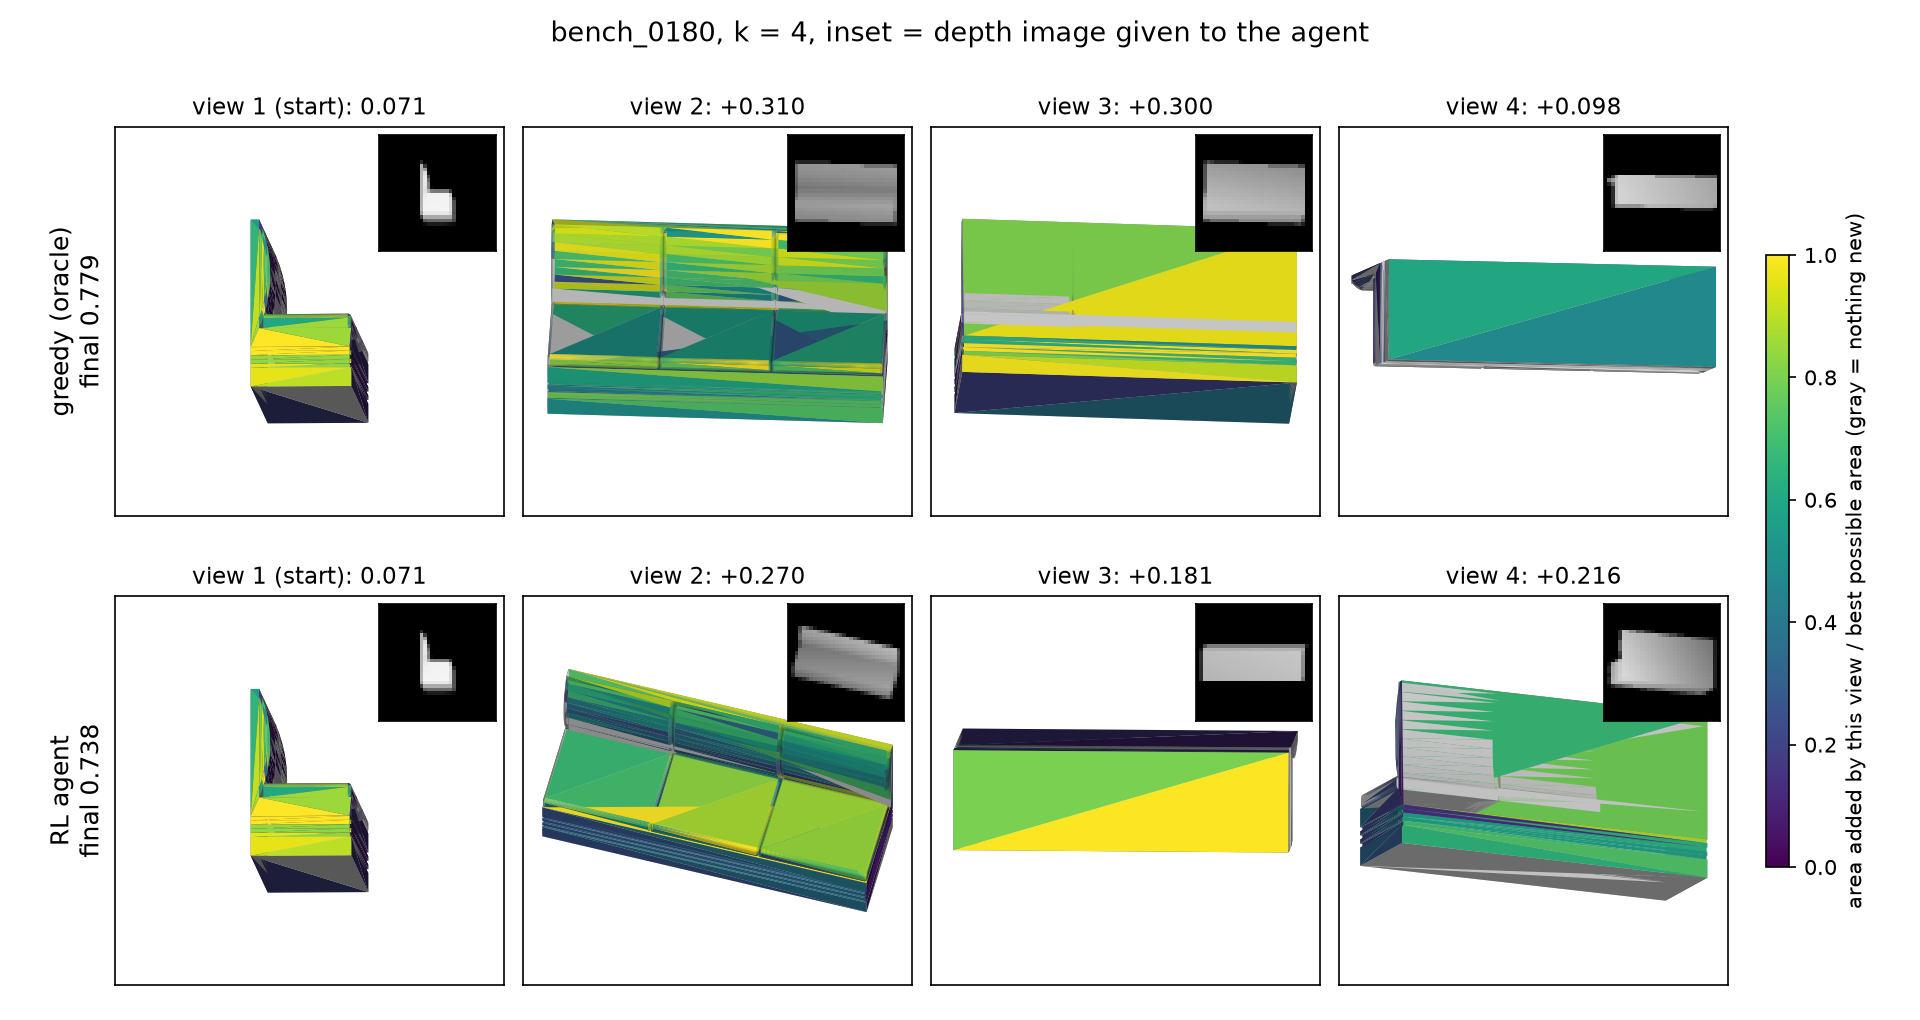 bench_0180, k = 4, inset = depth image given to the agent
view 1 (start): 0.071
view 2: +0.310
view 3: +0.300
view 4: +0.098
greedy (oracle)
final 0.779
view 1 (start): 0.071
view 2: +0.270
view 3: +0.181
view 4: +0.216
RL agent
final 0.738
1.0
0.8
0.6
0.4
0.2
0.0
area added by this view / best possible area (gray = nothing new)